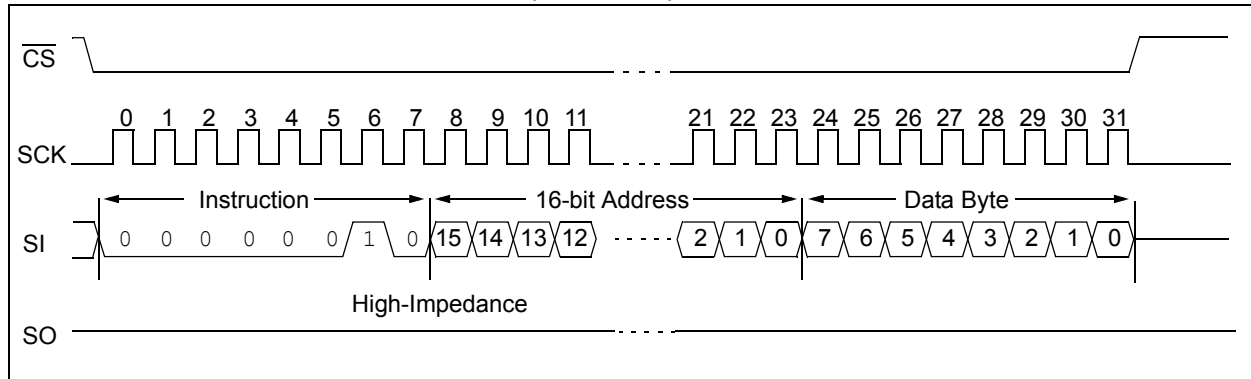 CS
0 1 2 3 4 5 6 7 8 9 10 11 21 22 23 24 25 26 27 28 29 30 31
SCK
Instruction 16-bit Address Data Byte
SI 0 0 0 0 0 0 1 0 15 14 13 12 2 1 0 7 6 5 4 3 2 1 0
High-Impedance
SO